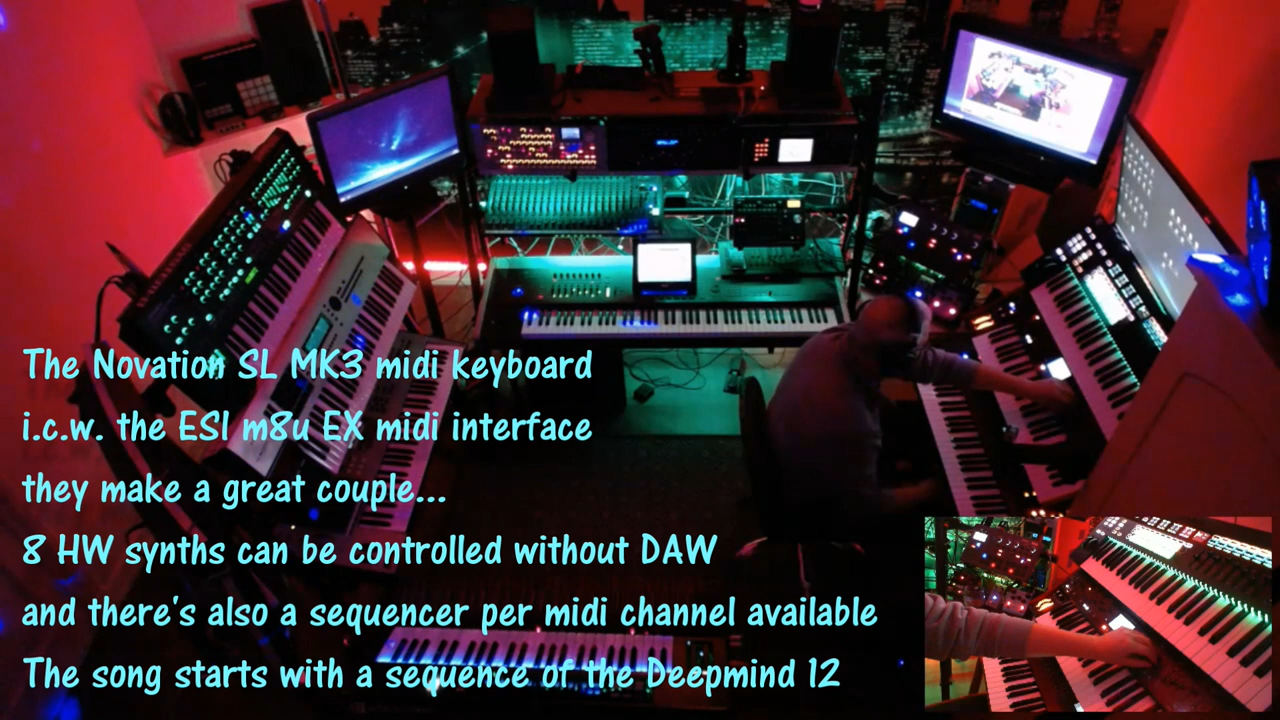 The Novation SL MK3 midi keyboard
i.c.w. the ESI m8u EX midi interface
they make a great couple...
8 HW synths can be controlled without DAW
and there's also a sequencer per midi channel available
The song starts with a sequence of the Deepmind 12